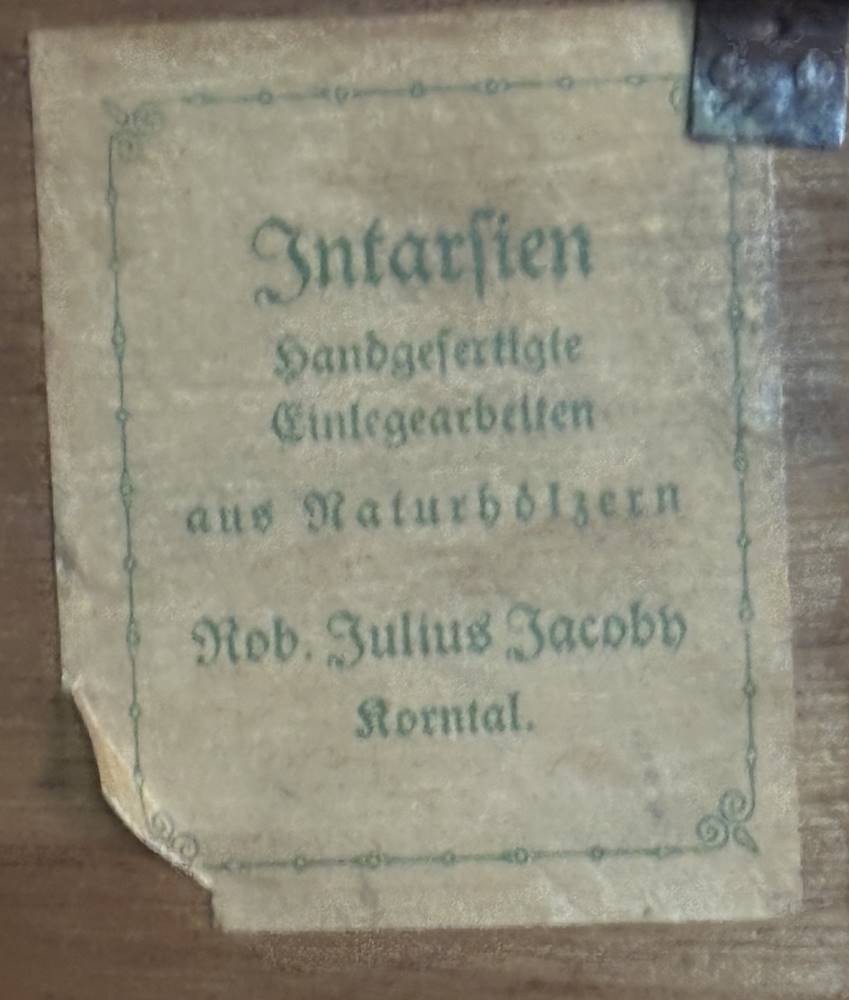 Intarſien
Handgefertigte
Einlegearbeiten
aus Naturhölzern
Rob. Julius Jacoby
Korntal.